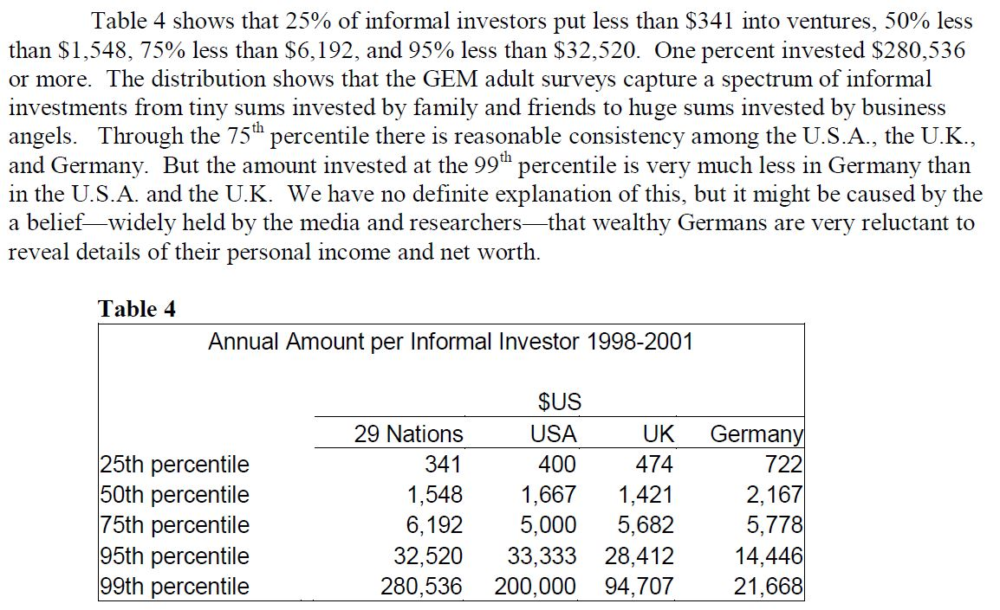 Table 4 shows that 25% of informal investors put less than $341 into ventures, 50% less
than $1,548, 75% less than $6,192, and 95% less than $32,520.  One percent invested $280,536
or more.  The distribution shows that the GEM adult surveys capture a spectrum of informal
investments from tiny sums invested by family and friends to huge sums invested by business
angels.  Through the 75th percentile there is reasonable consistency among the U.S.A., the U.K.,
and Germany.  But the amount invested at the 99th percentile is very much less in Germany than
in the U.S.A. and the U.K.  We have no definite explanation of this, but it might be caused by the
a belief—widely held by the media and researchers—that wealthy Germans are very reluctant to
reveal details of their personal income and net worth.
Table 4
Annual Amount per Informal Investor 1998-2001
$US
29 Nations USA UK Germany
25th percentile 341 400 474 722
50th percentile 1,548 1,667 1,421 2,167
75th percentile 6,192 5,000 5,682 5,778
95th percentile 32,520 33,333 28,412 14,446
99th percentile 280,536 200,000 94,707 21,668